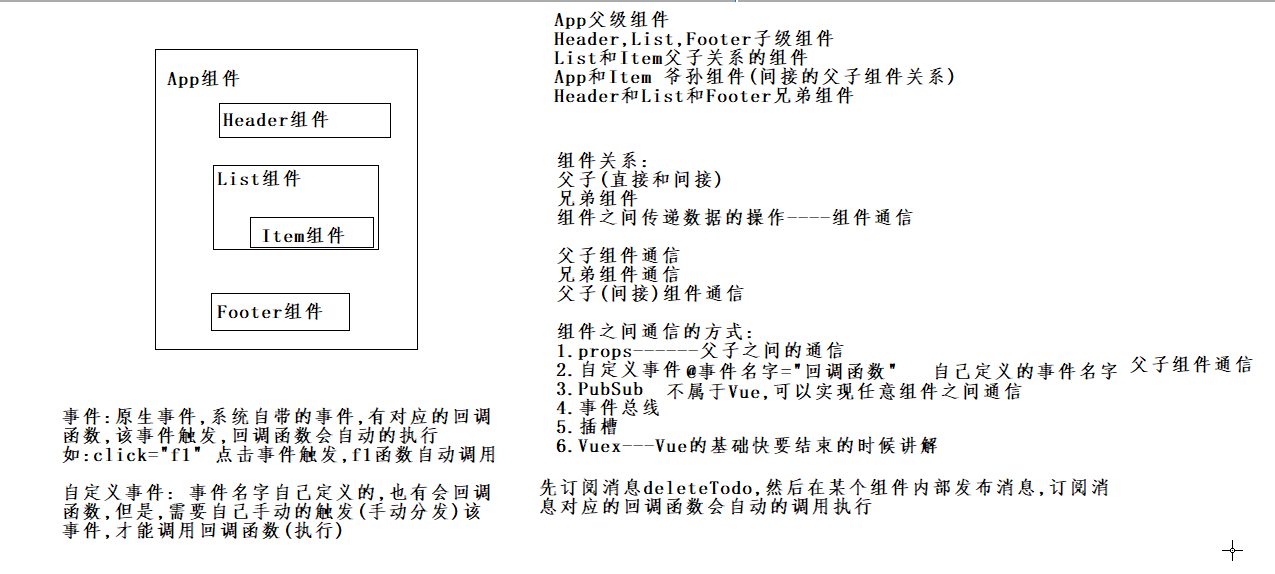 App组件
Header组件
List组件
Item组件
Footer组件
事件:原生事件,系统自带的事件,有对应的回调
函数,该事件触发,回调函数会自动的执行
如:click="f1" 点击事件触发,f1函数自动调用
自定义事件: 事件名字自己定义的,也有会回调
函数,但是,需要自己手动的触发(手动分发)该
事件,才能调用回调函数(执行)
App父级组件
Header,List,Footer子级组件
List和Item父子关系的组件
App和Item 爷孙组件(间接的父子组件关系)
Header和List和Footer兄弟组件
组件关系:
父子(直接和间接)
兄弟组件
组件之间传递数据的操作----组件通信
父子组件通信
兄弟组件通信
父子(间接)组件通信
组件之间通信的方式:
1.props------父子之间的通信
2.自定义事件@事件名字="回调函数" 自己定义的事件名字 父子组件通信
3.PubSub 不属于Vue,可以实现任意组件之间通信
4.事件总线
5.插槽
6.Vuex---Vue的基础快要结束的时候讲解
先订阅消息deleteTodo,然后在某个组件内部发布消息,订阅消
息对应的回调函数会自动的调用执行